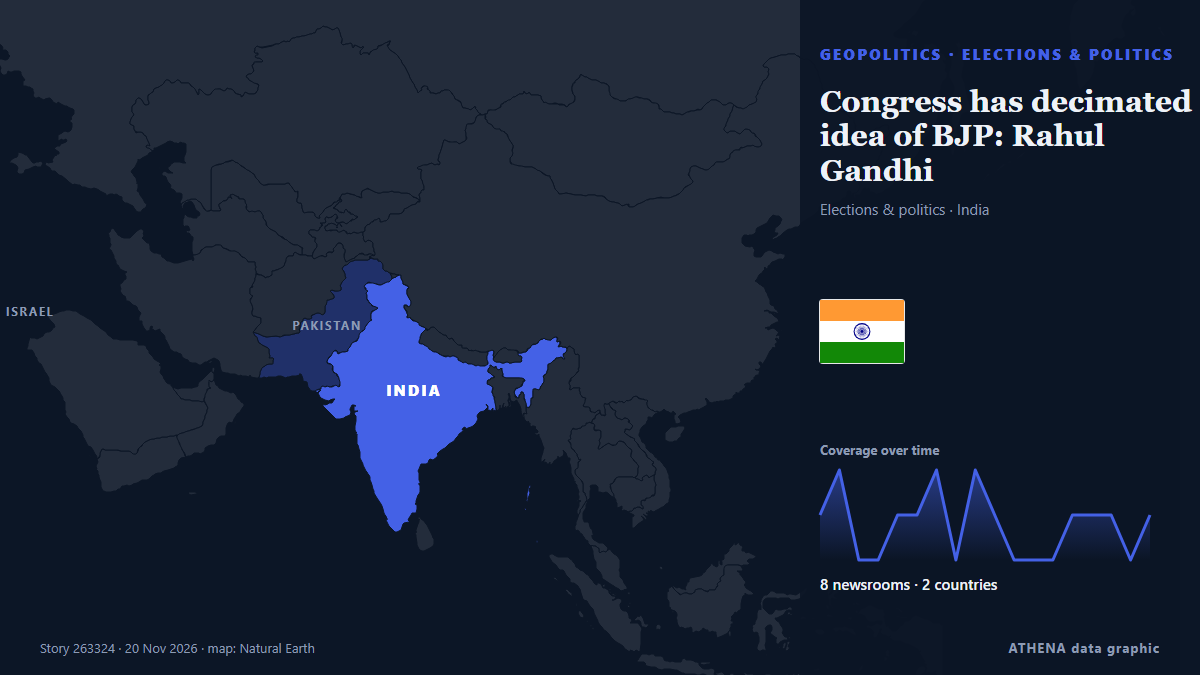 GEOPOLITICS · ELECTIONS & POLITICS
Congress has decimated
idea of BJP: Rahul
Gandhi
Elections & politics · India
ISRAEL
PAKISTAN
INDIA
Coverage over time
8 newsrooms · 2 countries
Story 263324 · 20 Nov 2026 · map: Natural Earth
ATHENA data graphic